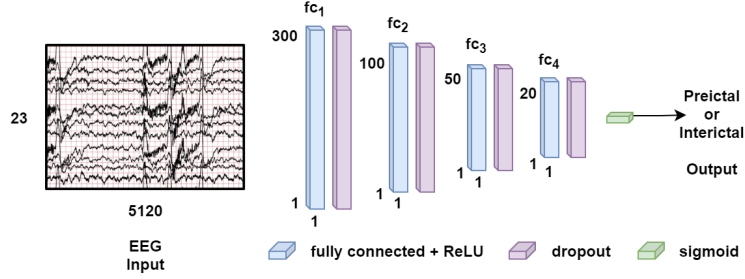 fc1
300
fc2
100
fc3
50
fc4
20
23
Preictal
or
Interictal
Output
1
1
1
1
1
1
1
1
5120
EEG
Input
fully connected + ReLU
dropout
sigmoid